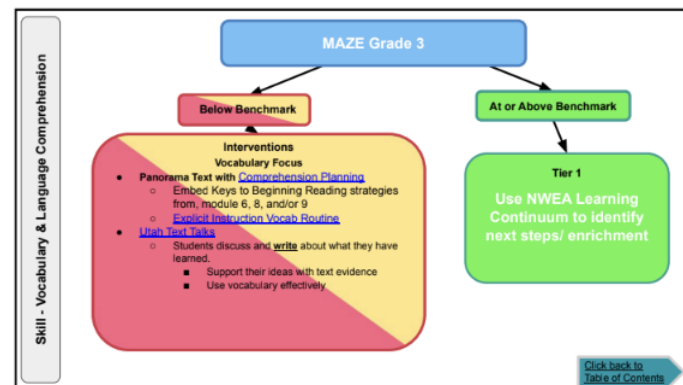 Skill - Vocabulary & Language Comprehension
MAZE Grade 3
Below Benchmark
At or Above Benchmark
Interventions
Vocabulary Focus
● Panorama Text with Comprehension Planning
○ Embed Keys to Beginning Reading strategies
from, module 6, 8, and/or 9
○ Explicit Instruction Vocab Routine
● Utah Text Talks
○ Students discuss and write about what they have
learned.
■ Support their ideas with text evidence
■ Use vocabulary effectively
Tier 1
Use NWEA Learning
Continuum to identify
next steps/ enrichment
Click back to
Table of Contents